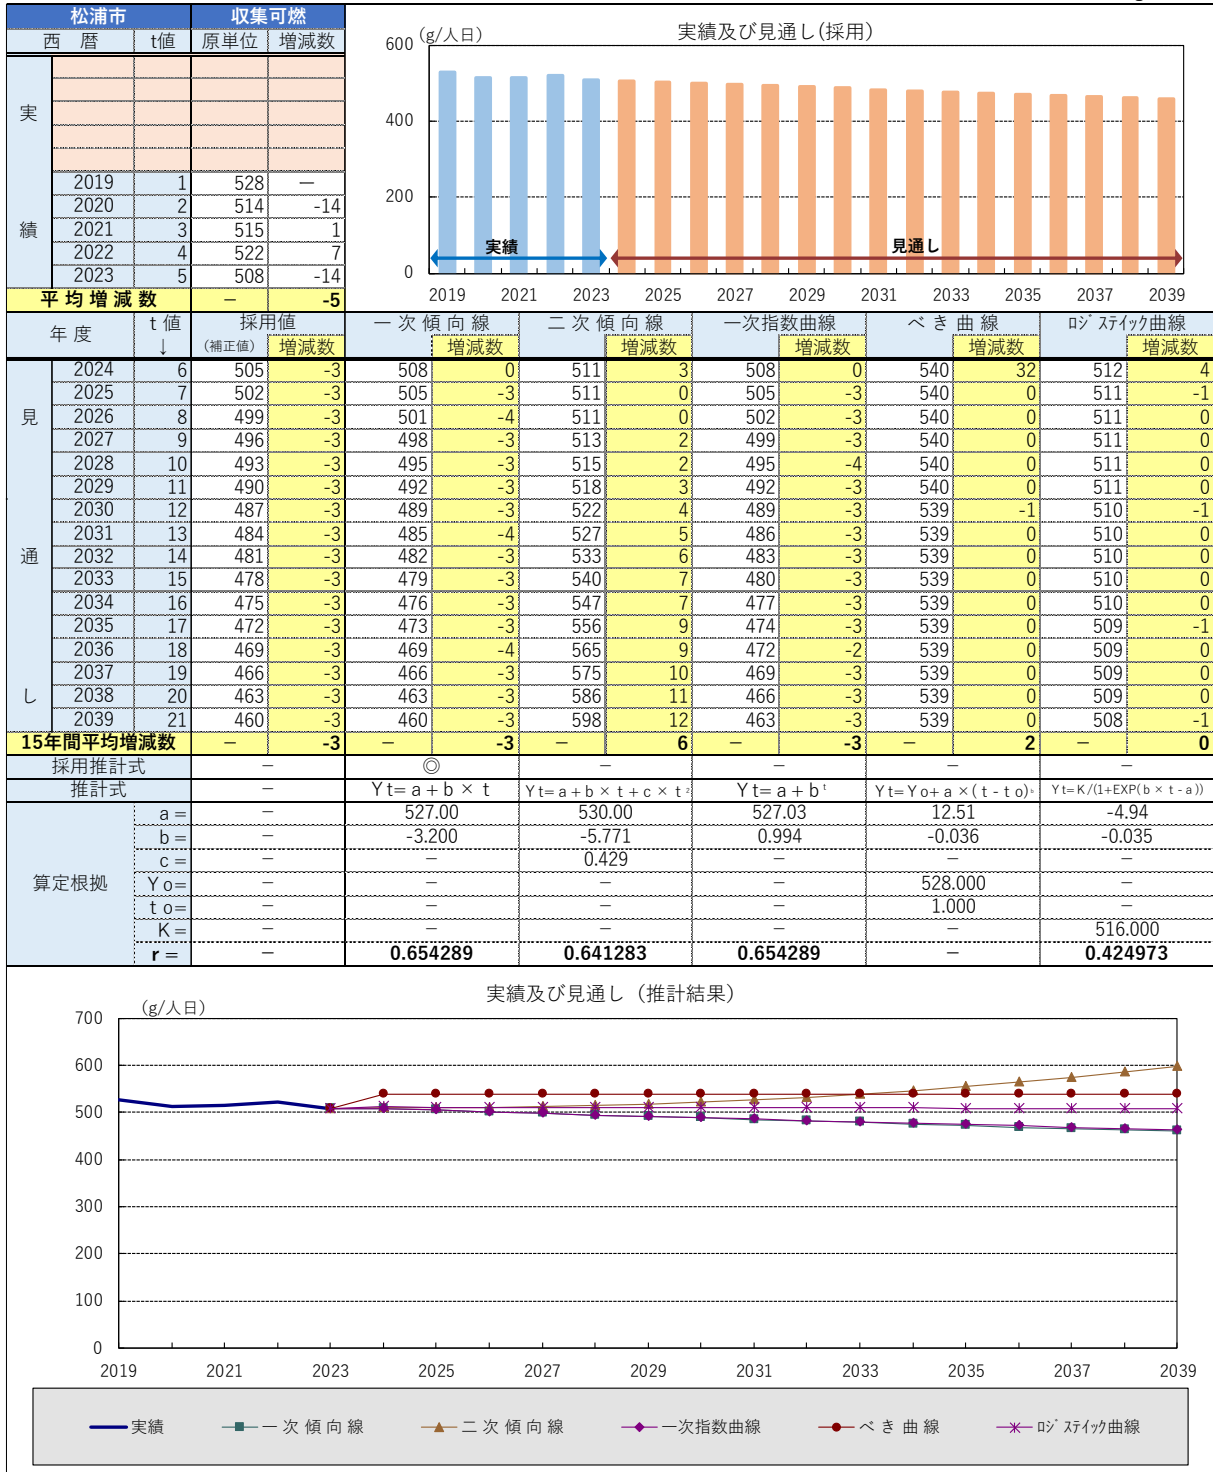 松浦市 収集可燃
西 暦 t値 原単位 増減数
実
績
2019 1 528 －
2020 2 514 -14
2021 3 515 1
2022 4 522 7
2023 5 508 -14
平 均 増 減 数 － -5
(g/人日) 実績及び見通し(採用)
600
400
200
0
実績 見通し
2019 2021 2023 2025 2027 2029 2031 2033 2035 2037 2039
年 度 t 値 ↓ 採用値 (補正値) 増減数 一 次 傾 向 線 増減数 二 次 傾 向 線 増減数 一次指数曲線 増減数 べ き 曲 線 増減数 ﾛｼﾞｽﾃｨｯｸ曲線 増減数
見
通
し
2024 6 505 -3 508 0 511 3 508 0 540 32 512 4
2025 7 502 -3 505 -3 511 0 505 -3 540 0 511 -1
2026 8 499 -3 501 -4 511 0 502 -3 540 0 511 0
2027 9 496 -3 498 -3 513 2 499 -3 540 0 511 0
2028 10 493 -3 495 -3 515 2 495 -4 540 0 511 0
2029 11 490 -3 492 -3 518 3 492 -3 540 0 511 0
2030 12 487 -3 489 -3 522 4 489 -3 539 -1 510 -1
2031 13 484 -3 485 -4 527 5 486 -3 539 0 510 0
2032 14 481 -3 482 -3 533 6 483 -3 539 0 510 0
2033 15 478 -3 479 -3 540 7 480 -3 539 0 510 0
2034 16 475 -3 476 -3 547 7 477 -3 539 0 510 0
2035 17 472 -3 473 -3 556 9 474 -3 539 0 509 -1
2036 18 469 -3 469 -4 565 9 472 -2 539 0 509 0
2037 19 466 -3 466 -3 575 10 469 -3 539 0 509 0
2038 20 463 -3 463 -3 586 11 466 -3 539 0 509 0
2039 21 460 -3 460 -3 598 12 463 -3 539 0 508 -1
15年間平均増減数 － -3 － -3 － 6 － -3 － 2 － 0
採用推計式 － ◎ － － － －
推計式 － Y t= a + b × t Y t= a + b × t + c × t² Y t= a + bᵗ Y t= Y o+ a × ( t - t o)ᵇ Y t= K /(1+EXP( b × t - a ))
算定根拠
a = － 527.00 530.00 527.03 12.51 -4.94
b = － -3.200 -5.771 0.994 -0.036 -0.035
c = － － 0.429 － － －
Y o= － － － － 528.000 －
t o= － － － － 1.000 －
K = － － － － － 516.000
r = － 0.654289 0.641283 0.654289 － 0.424973
(g/人日) 実績及び見通し（推計結果）
700
600
500
400
300
200
100
0
2019 2021 2023 2025 2027 2029 2031 2033 2035 2037 2039
実績 一 次 傾 向 線 二 次 傾 向 線 一次指数曲線 べ き 曲 線 ﾛｼﾞｽﾃｨｯｸ曲線